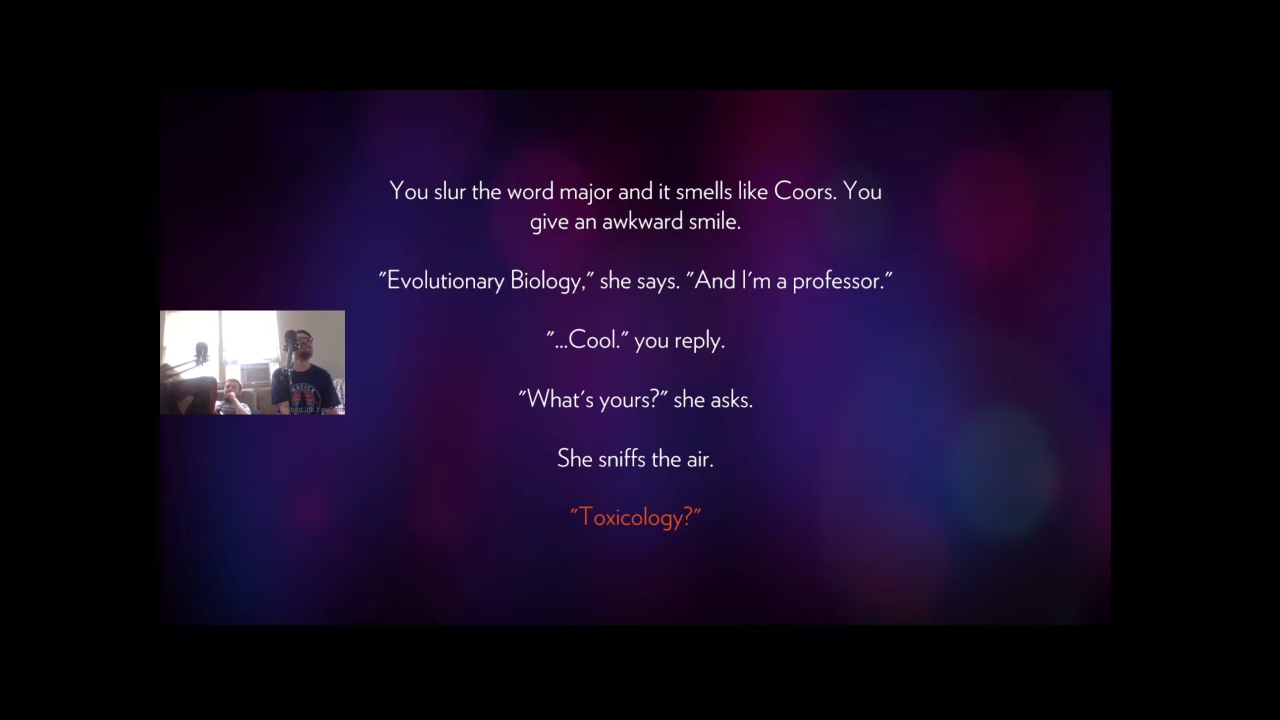 You slur the word major and it smells like Coors. You
give an awkward smile.
"Evolutionary Biology," she says. "And I'm a professor."
"...Cool." you reply.
"What's yours?" she asks.
She sniffs the air.
"Toxicology?"